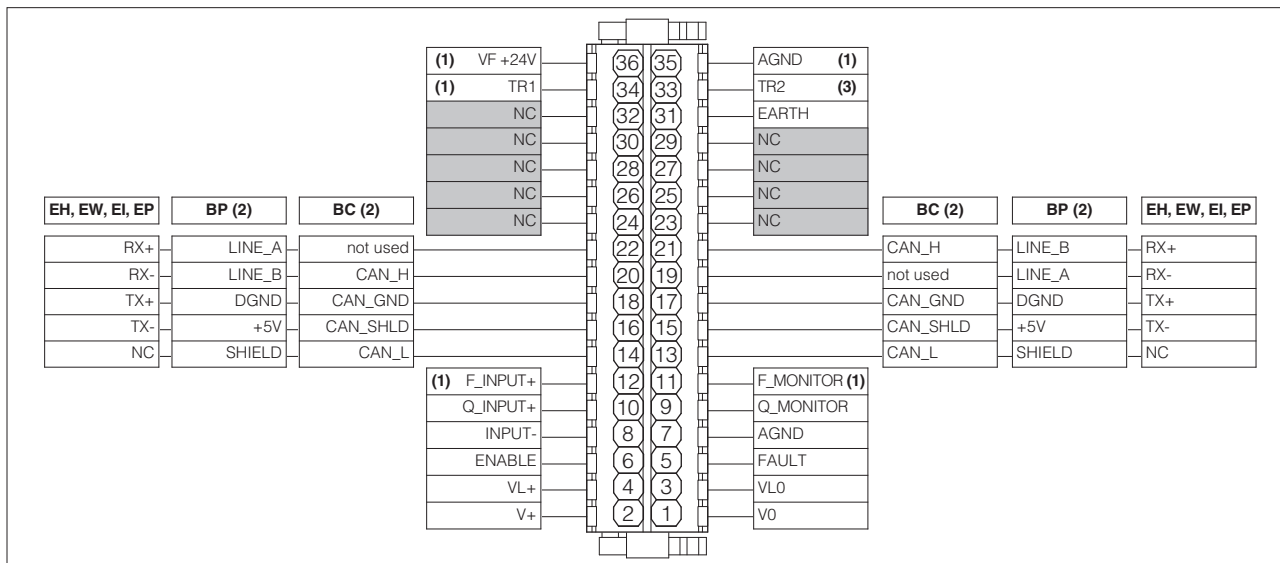 (1) VF +24V 36 35 AGND (1)
(1) TR1 34 33 TR2 (3)
NC 32 31 EARTH
NC 30 29 NC
NC 28 27 NC
NC 26 25 NC
NC 24 23 NC
EH, EW, EI, EP BP (2) BC (2) BC (2) BP (2) EH, EW, EI, EP
RX+ LINE_A not used 22 21 CAN_H LINE_B RX+
RX- LINE_B CAN_H 20 19 not used LINE_A RX-
TX+ DGND CAN_GND 18 17 CAN_GND DGND TX+
TX- +5V CAN_SHLD 16 15 CAN_SHLD +5V TX-
NC SHIELD CAN_L 14 13 CAN_L SHIELD NC
(1) F_INPUT+ 12 11 F_MONITOR (1)
Q_INPUT+ 10 9 Q_MONITOR
INPUT- 8 7 AGND
ENABLE 6 5 FAULT
VL+ 4 3 VL0
V+ 2 1 V0